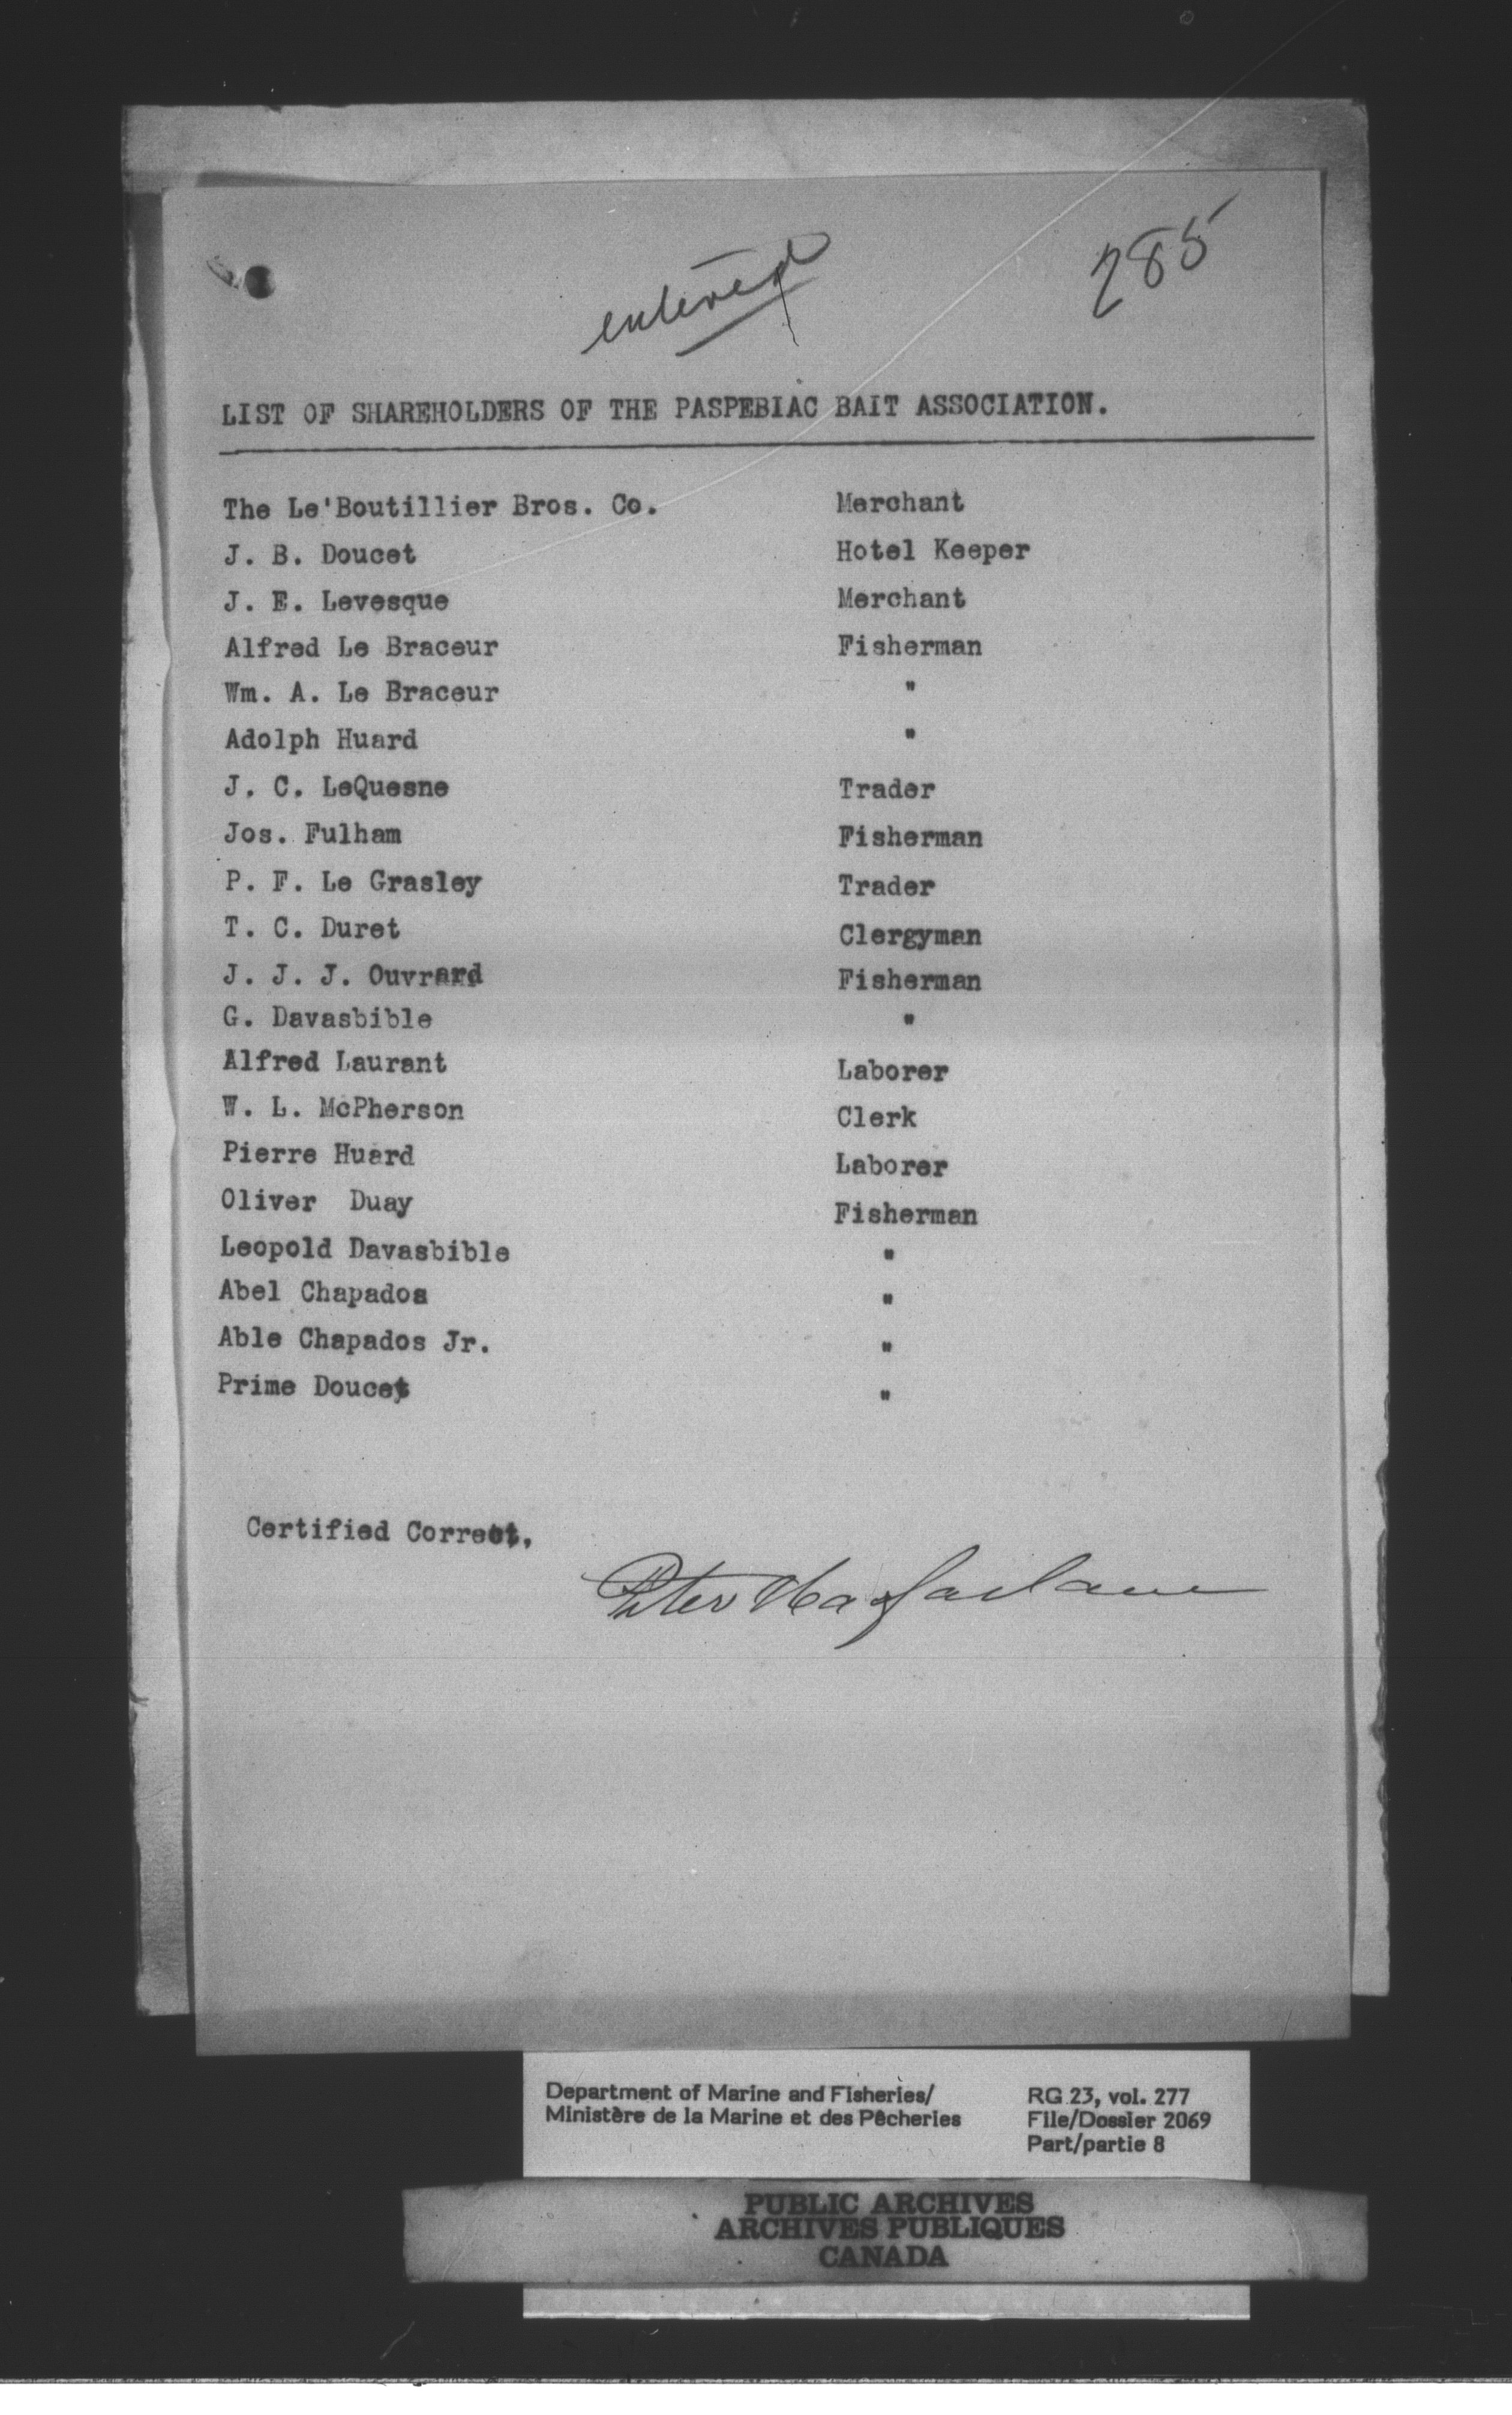 entered
285
LIST OF SHAREHOLDERS OF THE PASPEBIAC BAIT ASSOCIATION.
The Le'Boutillier Bros. Co. Merchant
J. B. Doucet Hotel Keeper
J. E. Levesque Merchant
Alfred Le Braceur Fisherman
Wm. A. Le Braceur "
Adolph Huard "
J. C. LeQuesne Trader
Jos. Fulham Fisherman
P. F. Le Grasley Trader
T. C. Duret Clergyman
J. J. J. Ouvrard Fisherman
G. Davasbible "
Alfred Laurant Laborer
W. L. McPherson Clerk
Pierre Huard Laborer
Oliver Duay Fisherman
Leopold Davasbible "
Abel Chapados "
Able Chapados Jr. "
Prime Doucet "
Certified Correct,
Peter Macfarlane
Department of Marine and Fisheries/ RG 23, vol. 277
Ministère de la Marine et des Pêcheries File/Dossier 2069
Part/partie 8
PUBLIC ARCHIVES
ARCHIVES PUBLIQUES
CANADA